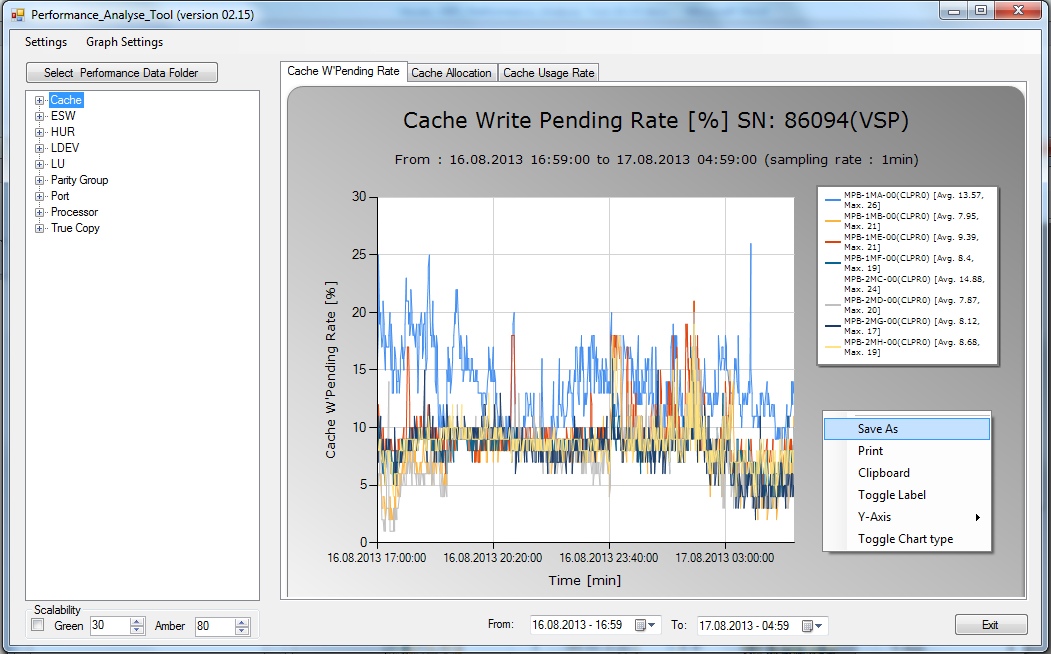 Performance_Analyse_Tool (version 02.15)
Settings Graph Settings
Select Performance Data Folder
Cache
ESW
HUR
LDEV
LU
Parity Group
Port
Processor
True Copy
Cache W'Pending Rate Cache Allocation Cache Usage Rate
Cache Write Pending Rate [%] SN: 86094(VSP)
From : 16.08.2013 16:59:00 to 17.08.2013 04:59:00 (sampling rate : 1min)
Cache W'Pending Rate [%]
30
25
20
15
10
5
0
16.08.2013 17:00:00 16.08.2013 20:20:00 16.08.2013 23:40:00 17.08.2013 03:00:00
Time [min]
MPB-1MA-00(CLPR0) [Avg. 13.57,
Max. 26]
MPB-1MB-00(CLPR0) [Avg. 7.95,
Max. 21]
MPB-1ME-00(CLPR0) [Avg. 9.39,
Max. 21]
MPB-1MF-00(CLPR0) [Avg. 8.4,
Max. 19]
MPB-2MC-00(CLPR0) [Avg. 14.88,
Max. 24]
MPB-2MD-00(CLPR0) [Avg. 7.87,
Max. 20]
MPB-2MG-00(CLPR0) [Avg. 8.12,
Max. 17]
MPB-2MH-00(CLPR0) [Avg. 8.68,
Max. 19]
Save As
Print
Clipboard
Toggle Label
Y-Axis
Toggle Chart type
Scalability
Green 30 Amber 80
From: 16.08.2013 - 16:59 To: 17.08.2013 - 04:59
Exit